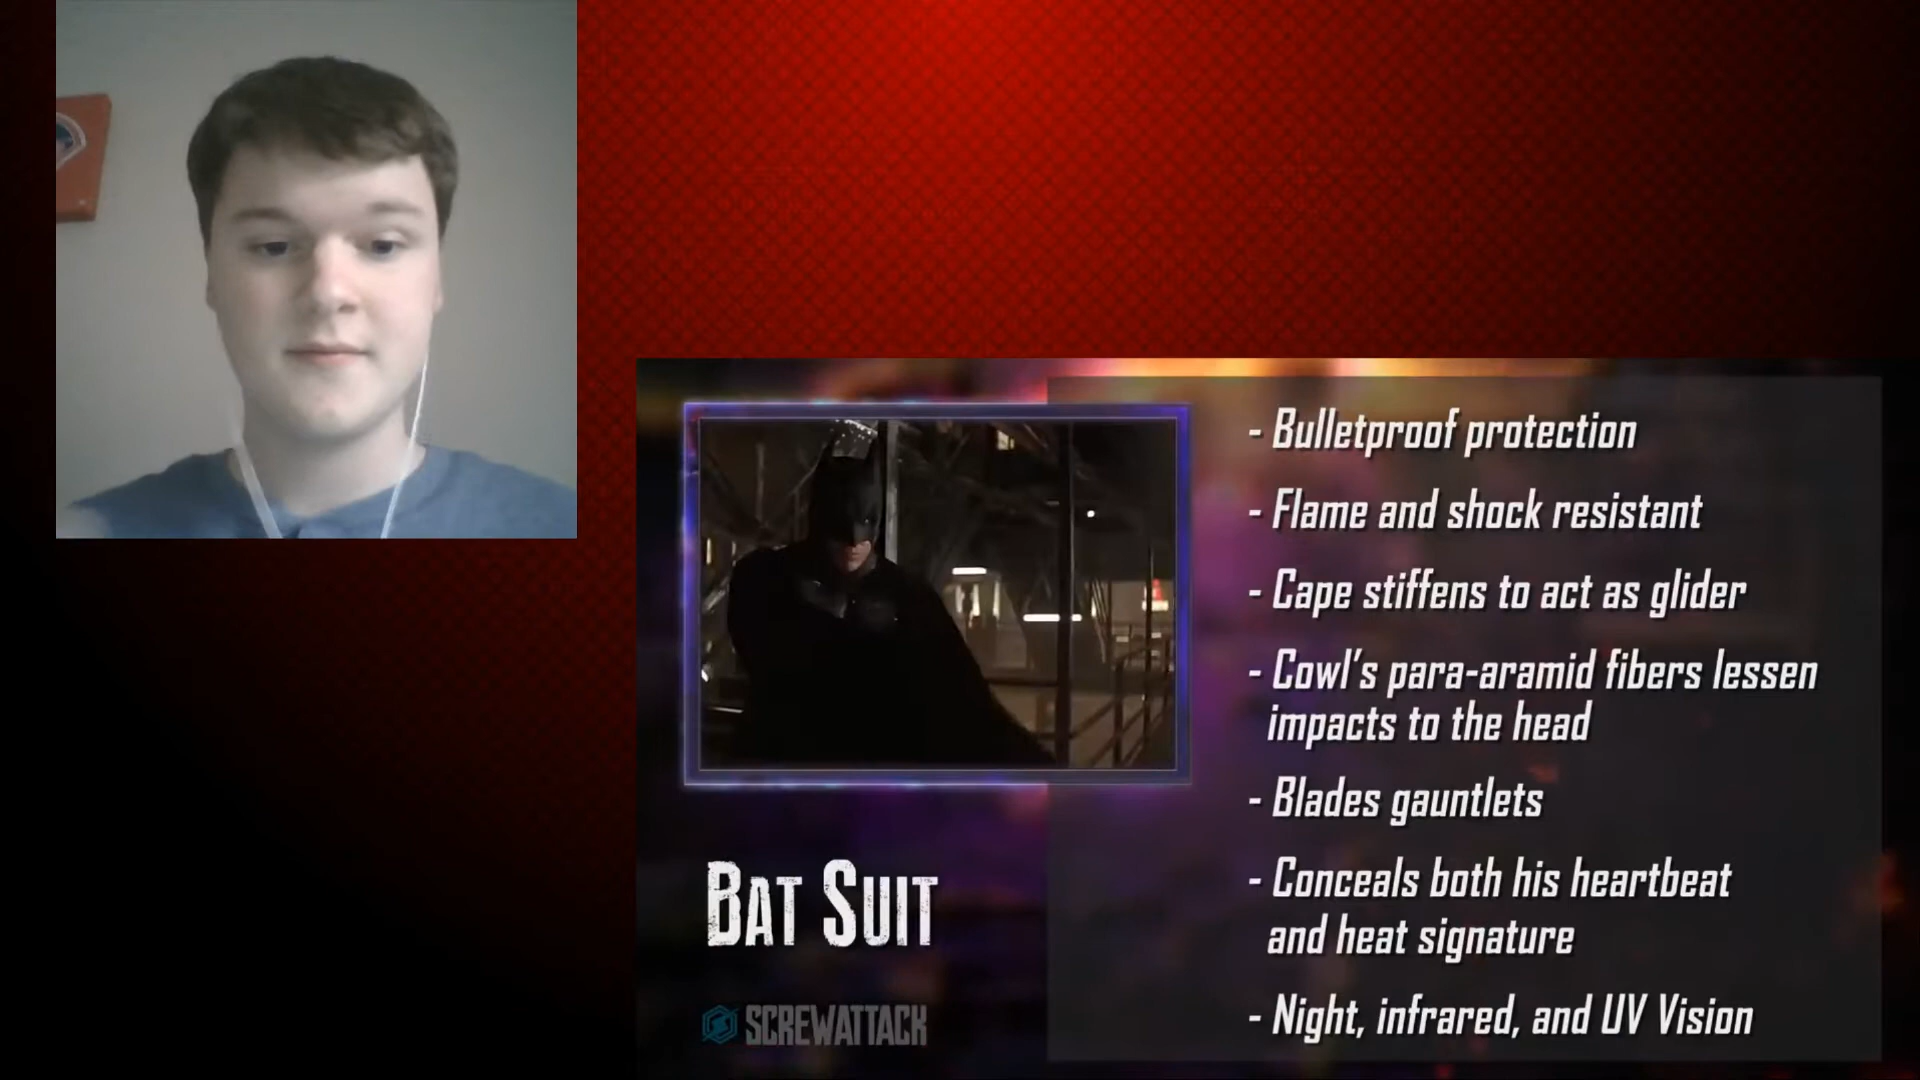 - Bulletproof protection
- Flame and shock resistant
- Cape stiffens to act as glider
- Cowl's para-aramid fibers lessen
impacts to the head
- Blades gauntlets
- Conceals both his heartbeat
and heat signature
- Night, infrared, and UV Vision
BAT SUIT
SCREWATTACK